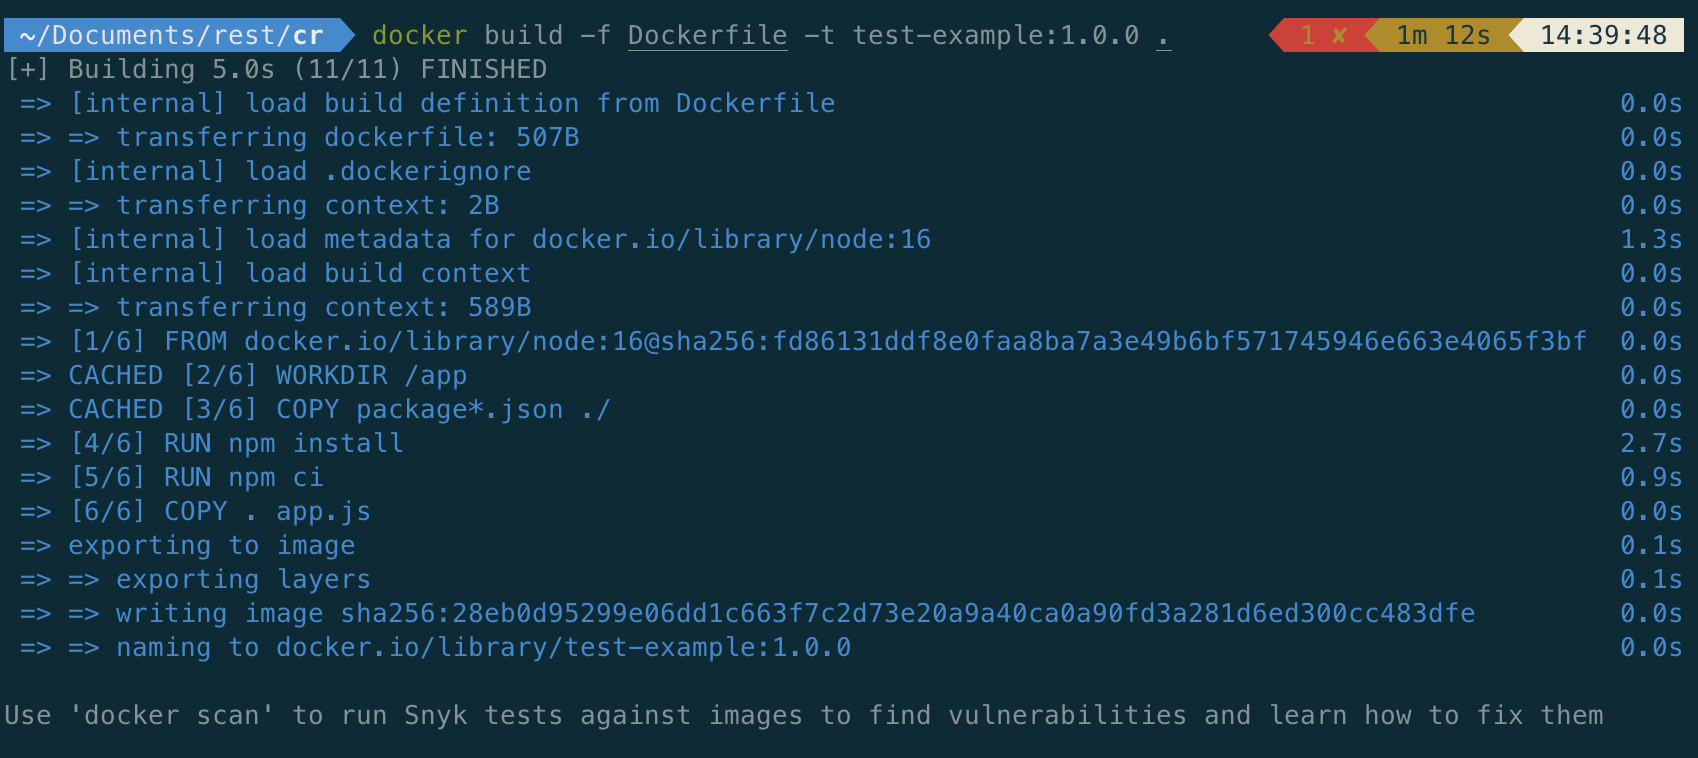 ~/Documents/rest/cr docker build -f Dockerfile -t test-example:1.0.0 . 1 ✘ 1m 12s 14:39:48
[+] Building 5.0s (11/11) FINISHED
=> [internal] load build definition from Dockerfile 0.0s
=> => transferring dockerfile: 507B 0.0s
=> [internal] load .dockerignore 0.0s
=> => transferring context: 2B 0.0s
=> [internal] load metadata for docker.io/library/node:16 1.3s
=> [internal] load build context 0.0s
=> => transferring context: 589B 0.0s
=> [1/6] FROM docker.io/library/node:16@sha256:fd86131ddf8e0faa8ba7a3e49b6bf571745946e663e4065f3bf 0.0s
=> CACHED [2/6] WORKDIR /app 0.0s
=> CACHED [3/6] COPY package*.json ./ 0.0s
=> [4/6] RUN npm install 2.7s
=> [5/6] RUN npm ci 0.9s
=> [6/6] COPY . app.js 0.0s
=> exporting to image 0.1s
=> => exporting layers 0.1s
=> => writing image sha256:28eb0d95299e06dd1c663f7c2d73e20a9a40ca0a90fd3a281d6ed300cc483dfe 0.0s
=> => naming to docker.io/library/test-example:1.0.0 0.0s
Use 'docker scan' to run Snyk tests against images to find vulnerabilities and learn how to fix them